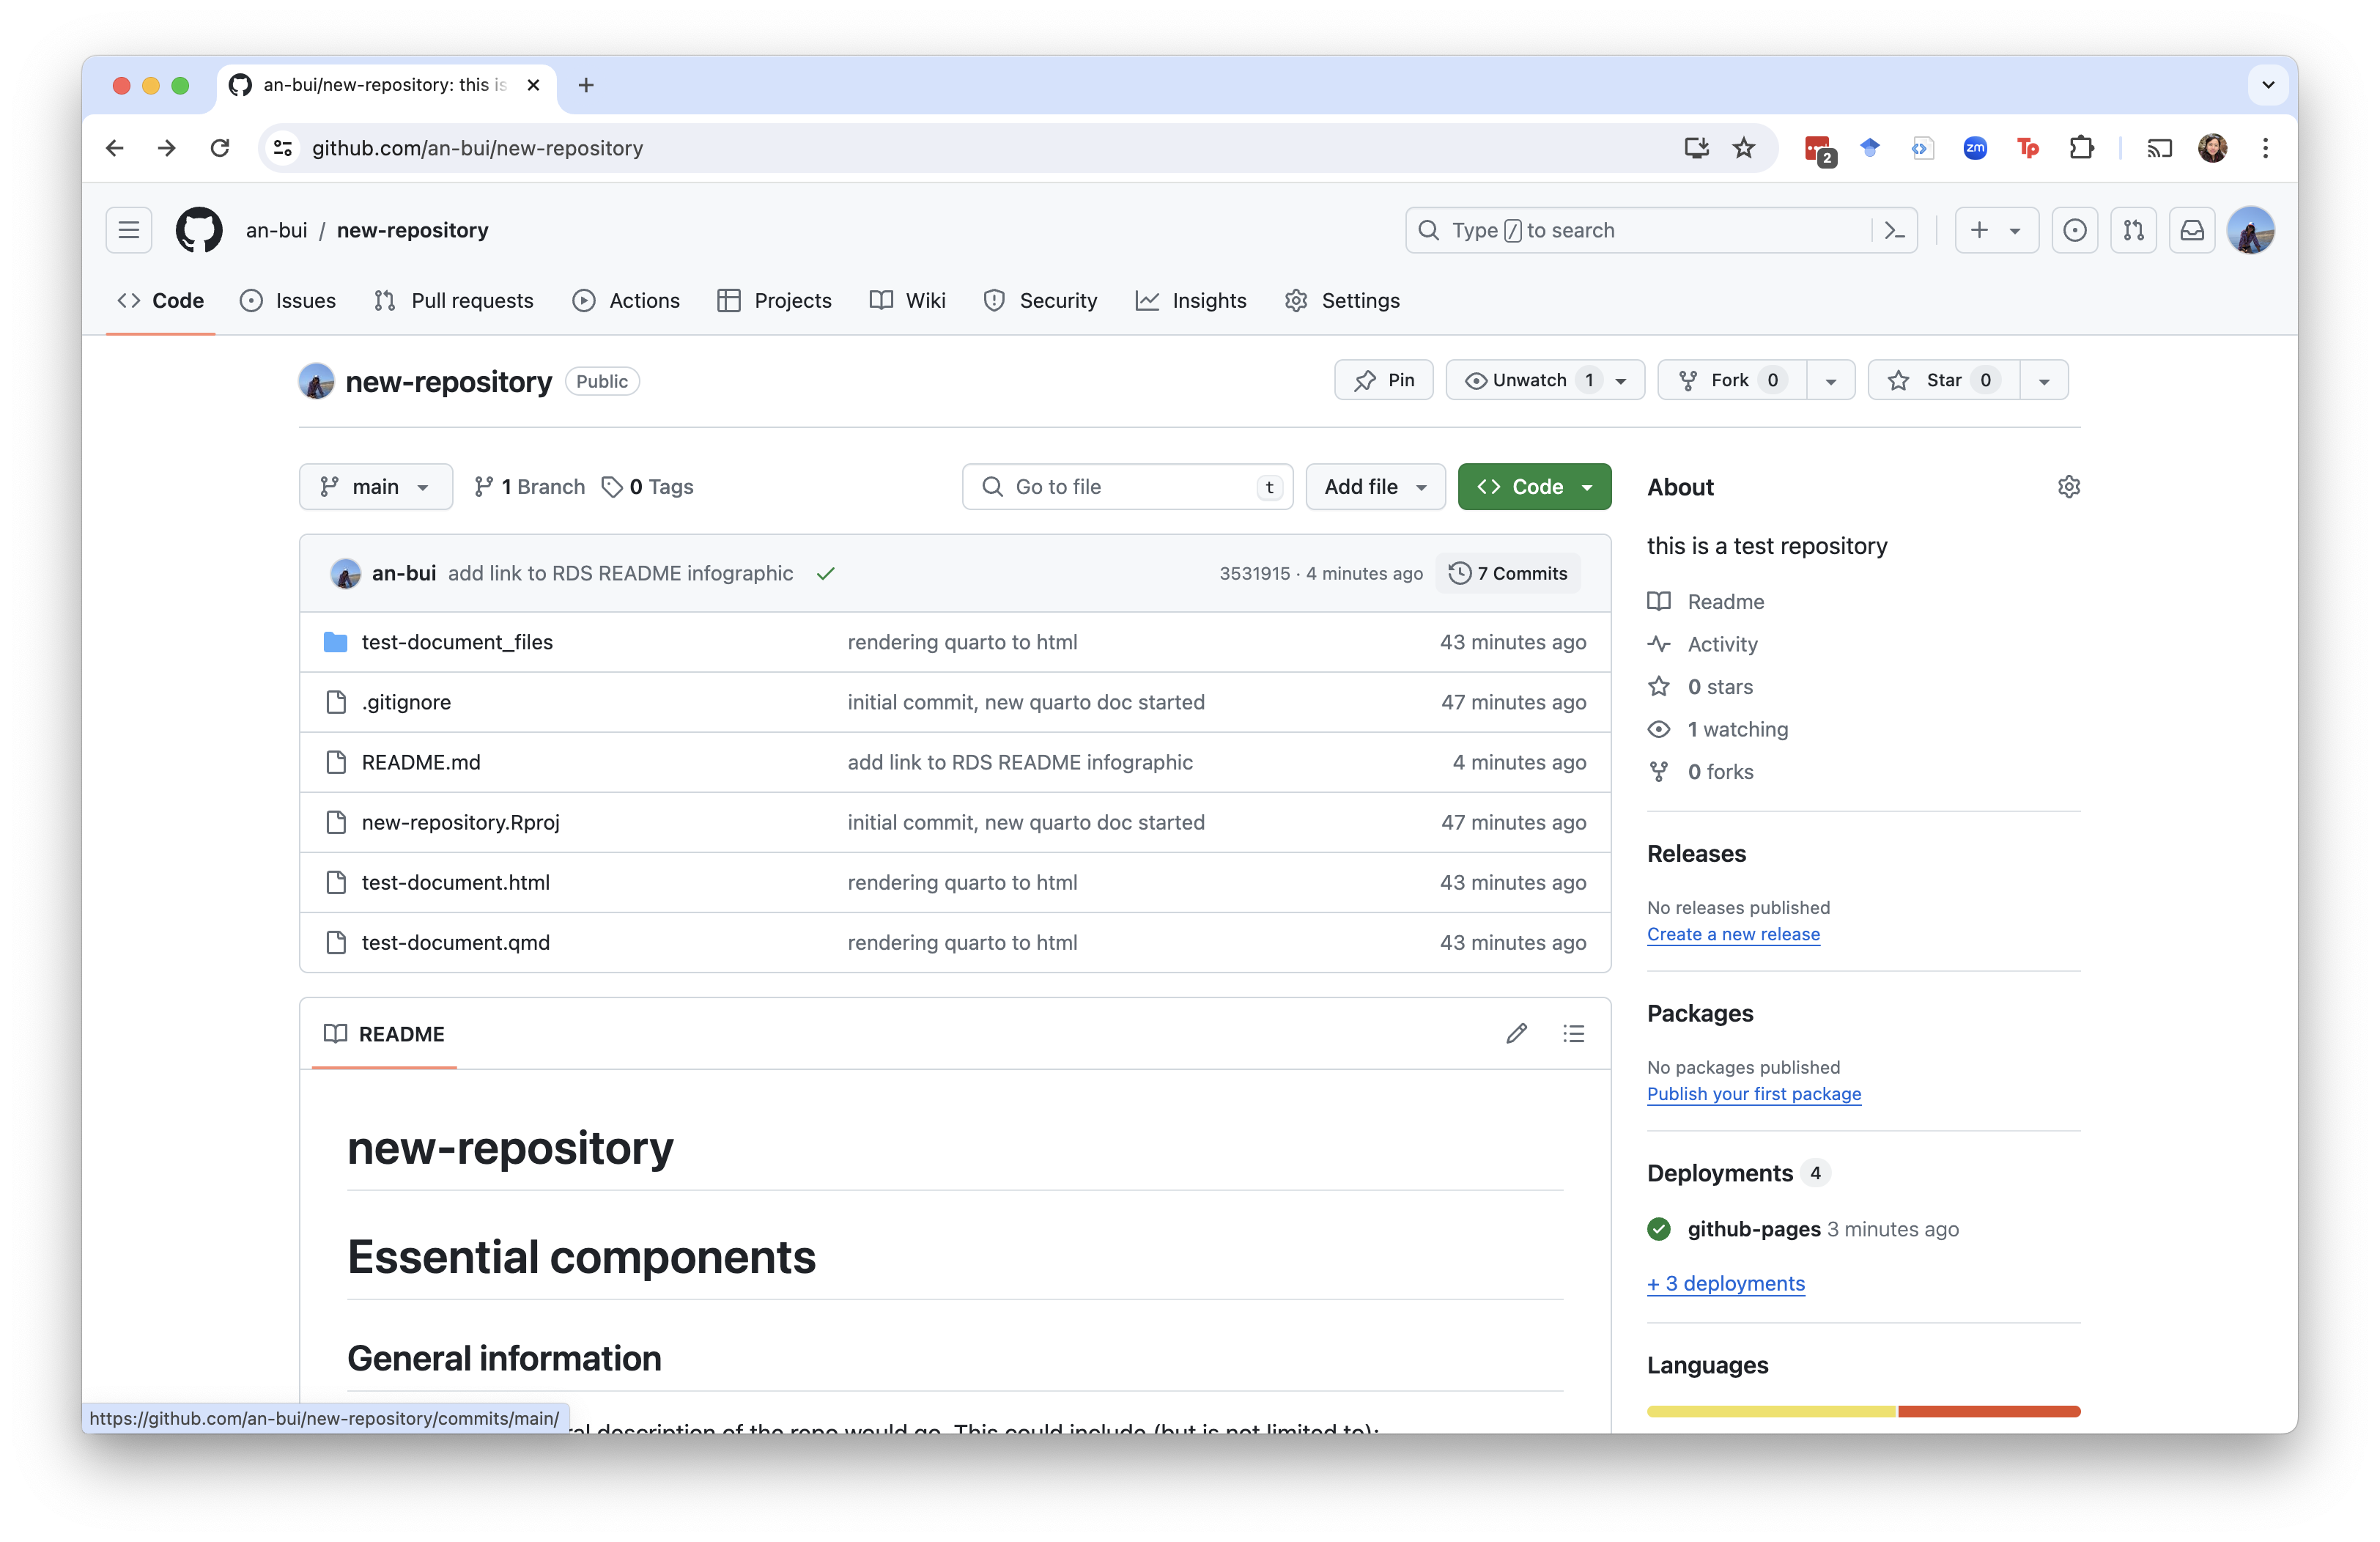 an-bui/new-repository: this is
github.com/an-bui/new-repository
2
zm
Tp
an-bui / new-repository
Type / to search
Code Issues Pull requests Actions Projects Wiki Security Insights Settings
new-repository Public
Pin Unwatch 1 Fork 0 Star 0
main 1 Branch 0 Tags
Go to file t Add file Code
an-bui add link to RDS README infographic 3531915 · 4 minutes ago 7 Commits
test-document_files rendering quarto to html 43 minutes ago
.gitignore initial commit, new quarto doc started 47 minutes ago
README.md add link to RDS README infographic 4 minutes ago
new-repository.Rproj initial commit, new quarto doc started 47 minutes ago
test-document.html rendering quarto to html 43 minutes ago
test-document.qmd rendering quarto to html 43 minutes ago
README
new-repository
Essential components
General information
ral description of the repo would go. This could include (but is not limited to):
https://github.com/an-bui/new-repository/commits/main/
About
this is a test repository
Readme
Activity
0 stars
1 watching
0 forks
Releases
No releases published
Create a new release
Packages
No packages published
Publish your first package
Deployments 4
github-pages 3 minutes ago
+ 3 deployments
Languages